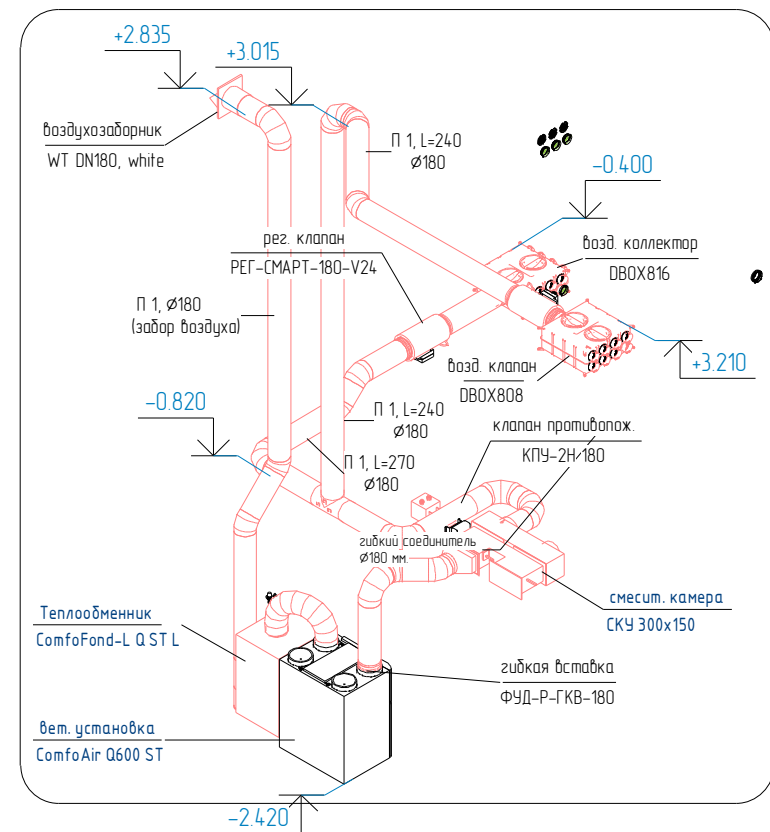 +2.835
+3.015
воздухозаборник
WT DN180, white
П 1, L=240
Ø180
-0.400
рег. клапан
РЕГ-СМАРТ-180-V24
возд. коллектор
DBOX816
П 1, Ø180
(забор воздуха)
возд. клапан
DBOX808
+3.210
-0.820
П 1, L=240
Ø180
клапан противопож.
КПУ-2Н-180
П 1, L=270
Ø180
гибкий соединитель
Ø180 мм.
Теплообменник
ComfoFond-L Q ST L
смесит. камера
СКУ 300x150
гибкая вставка
ФУД-Р-ГКВ-180
вет. установка
ComfoAir Q600 ST
-2.420